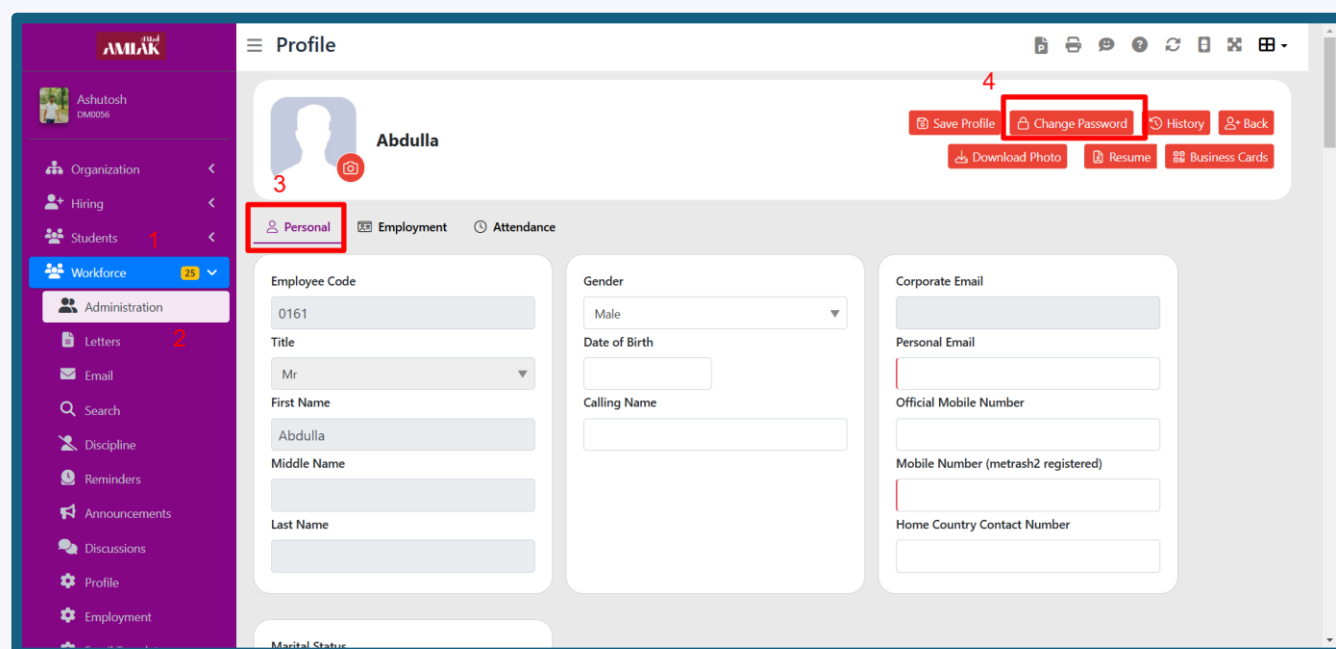 AMLAK
Profile
Ashutosh
DM0056
Abdulla
4
Save Profile
Change Password
History
Back
Download Photo
Resume
Business Cards
Organization
Hiring
Students
1
Workforce
25
Administration
Letters
2
Email
Search
Discipline
Reminders
Announcements
Discussions
Profile
Employment
3
Personal
Employment
Attendance
Employee Code
0161
Title
Mr
First Name
Abdulla
Middle Name
Last Name
Gender
Male
Date of Birth
Calling Name
Corporate Email
Personal Email
Official Mobile Number
Mobile Number (metrash2 registered)
Home Country Contact Number
Marital Status